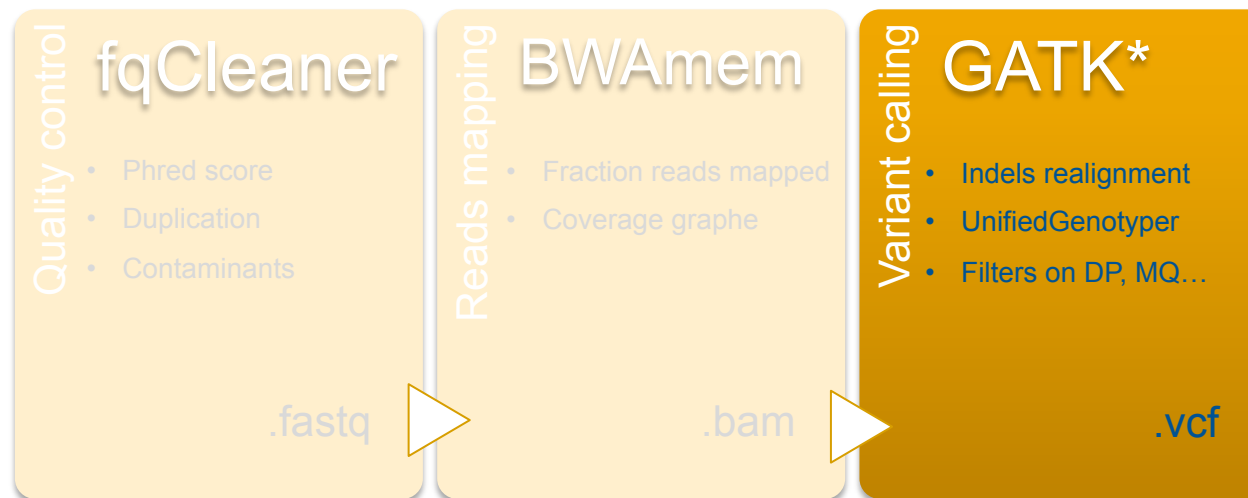 Quality control
fqCleaner
• Phred score
• Duplication
• Contaminants
.fastq
Reads mapping
BWAmem
• Fraction reads mapped
• Coverage graphe
.bam
Variant calling
GATK*
• Indels realignment
• UnifiedGenotyper
• Filters on DP, MQ…
.vcf